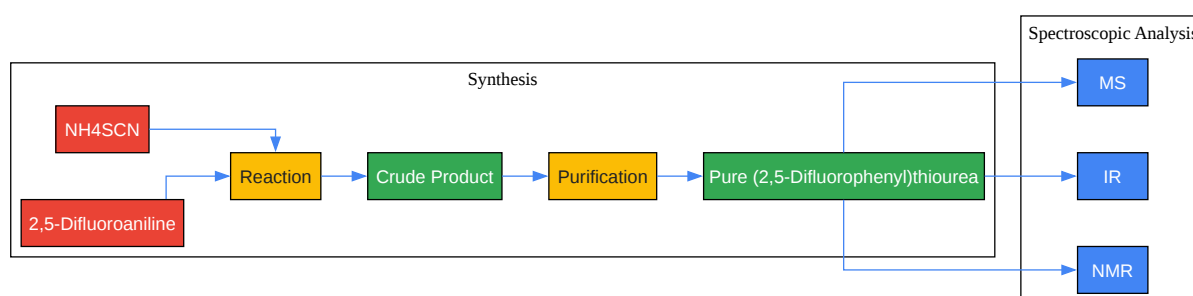 Spectroscopic Analysis
MS
Synthesis
NH4SCN
Reaction
Crude Product
Purification
Pure (2,5-Difluorophenyl)thiourea
IR
2,5-Difluoroaniline
NMR